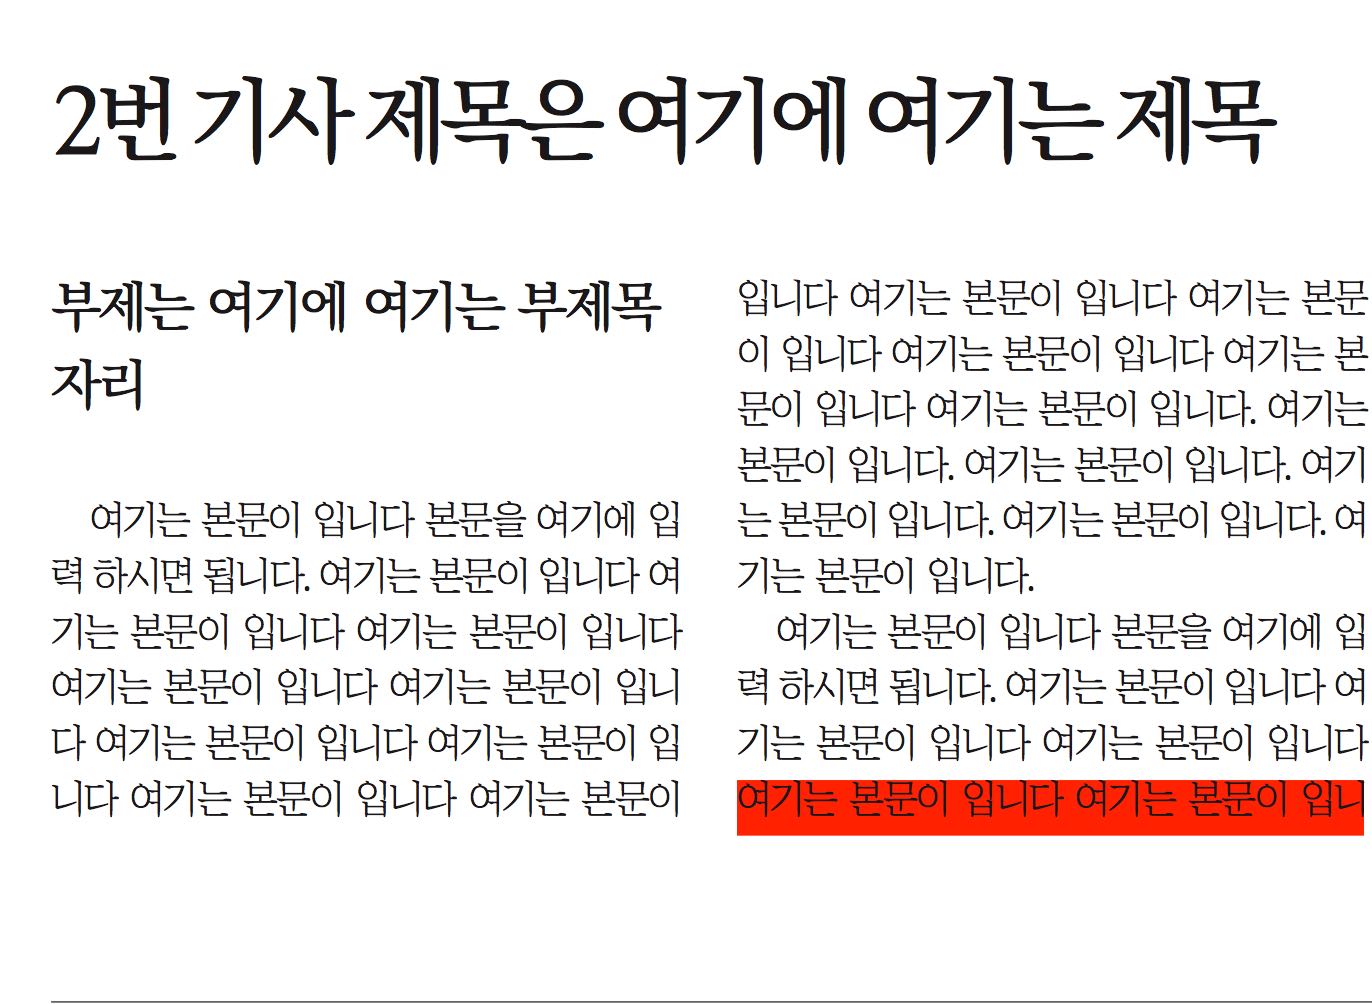 2번 기사 제목은 여기에 여기는 제목
부제는 여기에 여기는 부제목
자리
여기는 본문이 입니다 본문을 여기에 입
력 하시면 됩니다. 여기는 본문이 입니다 여
기는 본문이 입니다 여기는 본문이 입니다
여기는 본문이 입니다 여기는 본문이 입니
다 여기는 본문이 입니다 여기는 본문이 입
니다 여기는 본문이 입니다 여기는 본문이
입니다 여기는 본문이 입니다 여기는 본문
이 입니다 여기는 본문이 입니다 여기는 본
문이 입니다 여기는 본문이 입니다. 여기는
본문이 입니다. 여기는 본문이 입니다. 여기
는 본문이 입니다. 여기는 본문이 입니다. 여
기는 본문이 입니다.
여기는 본문이 입니다 본문을 여기에 입
력 하시면 됩니다. 여기는 본문이 입니다 여
기는 본문이 입니다 여기는 본문이 입니다
여기는 본문이 입니다 여기는 본문이 입니